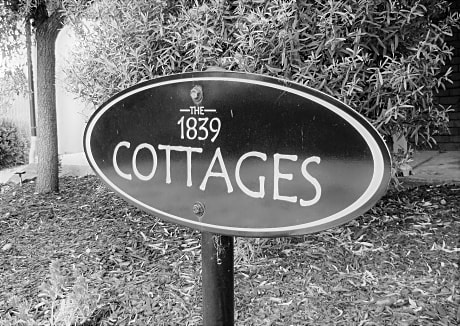 THE
1839
COTTAGES